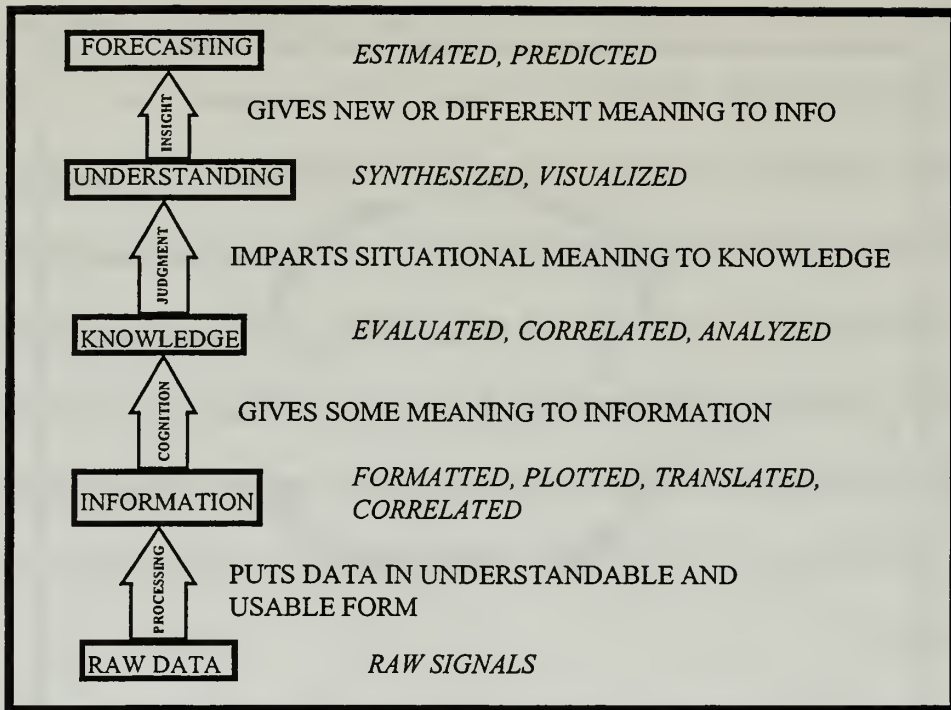 FORECASTING ESTIMATED, PREDICTED
INSIGHT GIVES NEW OR DIFFERENT MEANING TO INFO
UNDERSTANDING SYNTHESIZED, VISUALIZED
JUDGMENT IMPARTS SITUATIONAL MEANING TO KNOWLEDGE
KNOWLEDGE EVALUATED, CORRELATED, ANALYZED
COGNITION GIVES SOME MEANING TO INFORMATION
INFORMATION FORMATTED, PLOTTED, TRANSLATED,
CORRELATED
PROCESSING PUTS DATA IN UNDERSTANDABLE AND
USABLE FORM
RAW DATA RAW SIGNALS